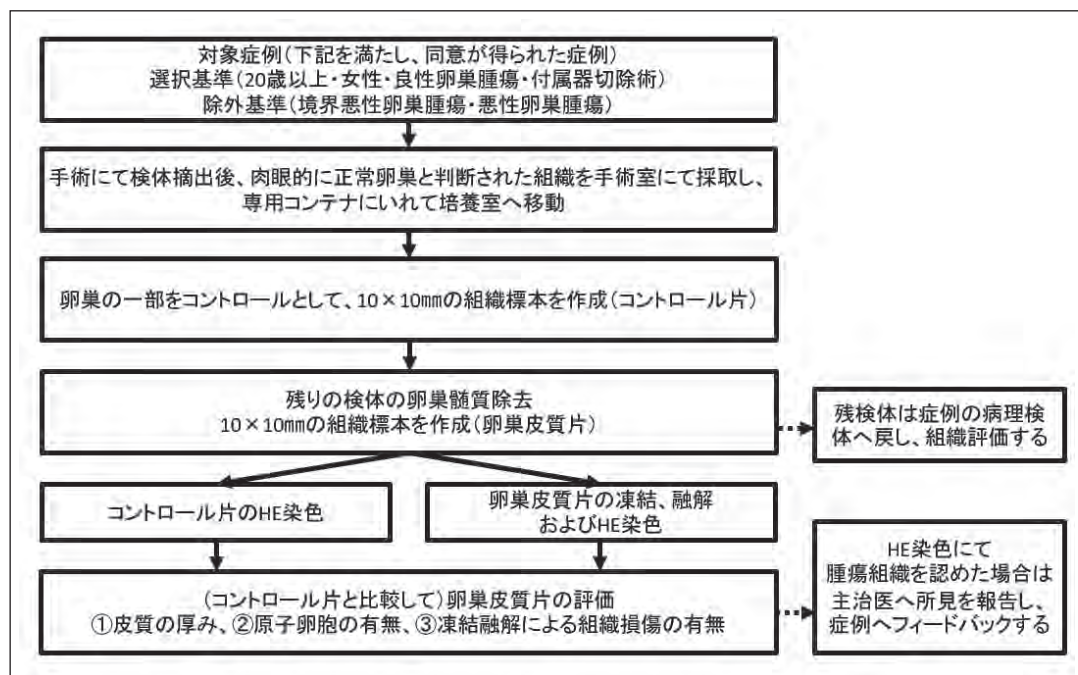 対象症例(下記を満たし、同意が得られた症例)
選択基準(20歳以上・女性・良性卵巣腫瘍・付属器切除術)
除外基準(境界悪性卵巣腫瘍・悪性卵巣腫瘍)
手術にて検体摘出後、肉眼的に正常卵巣と判断された組織を手術室にて採取し、
専用コンテナにいれて培養室へ移動
卵巣の一部をコントロールとして、10×10㎜の組織標本を作成(コントロール片)
残りの検体の卵巣髄質除去
10×10㎜の組織標本を作成(卵巣皮質片)
残検体は症例の病理検
体へ戻し、組織評価する
コントロール片のHE染色
卵巣皮質片の凍結、融解
およびHE染色
(コントロール片と比較して)卵巣皮質片の評価
①皮質の厚み、②原子卵胞の有無、③凍結融解による組織損傷の有無
HE染色にて
腫瘍組織を認めた場合は
主治医へ所見を報告し、
症例へフィードバックする